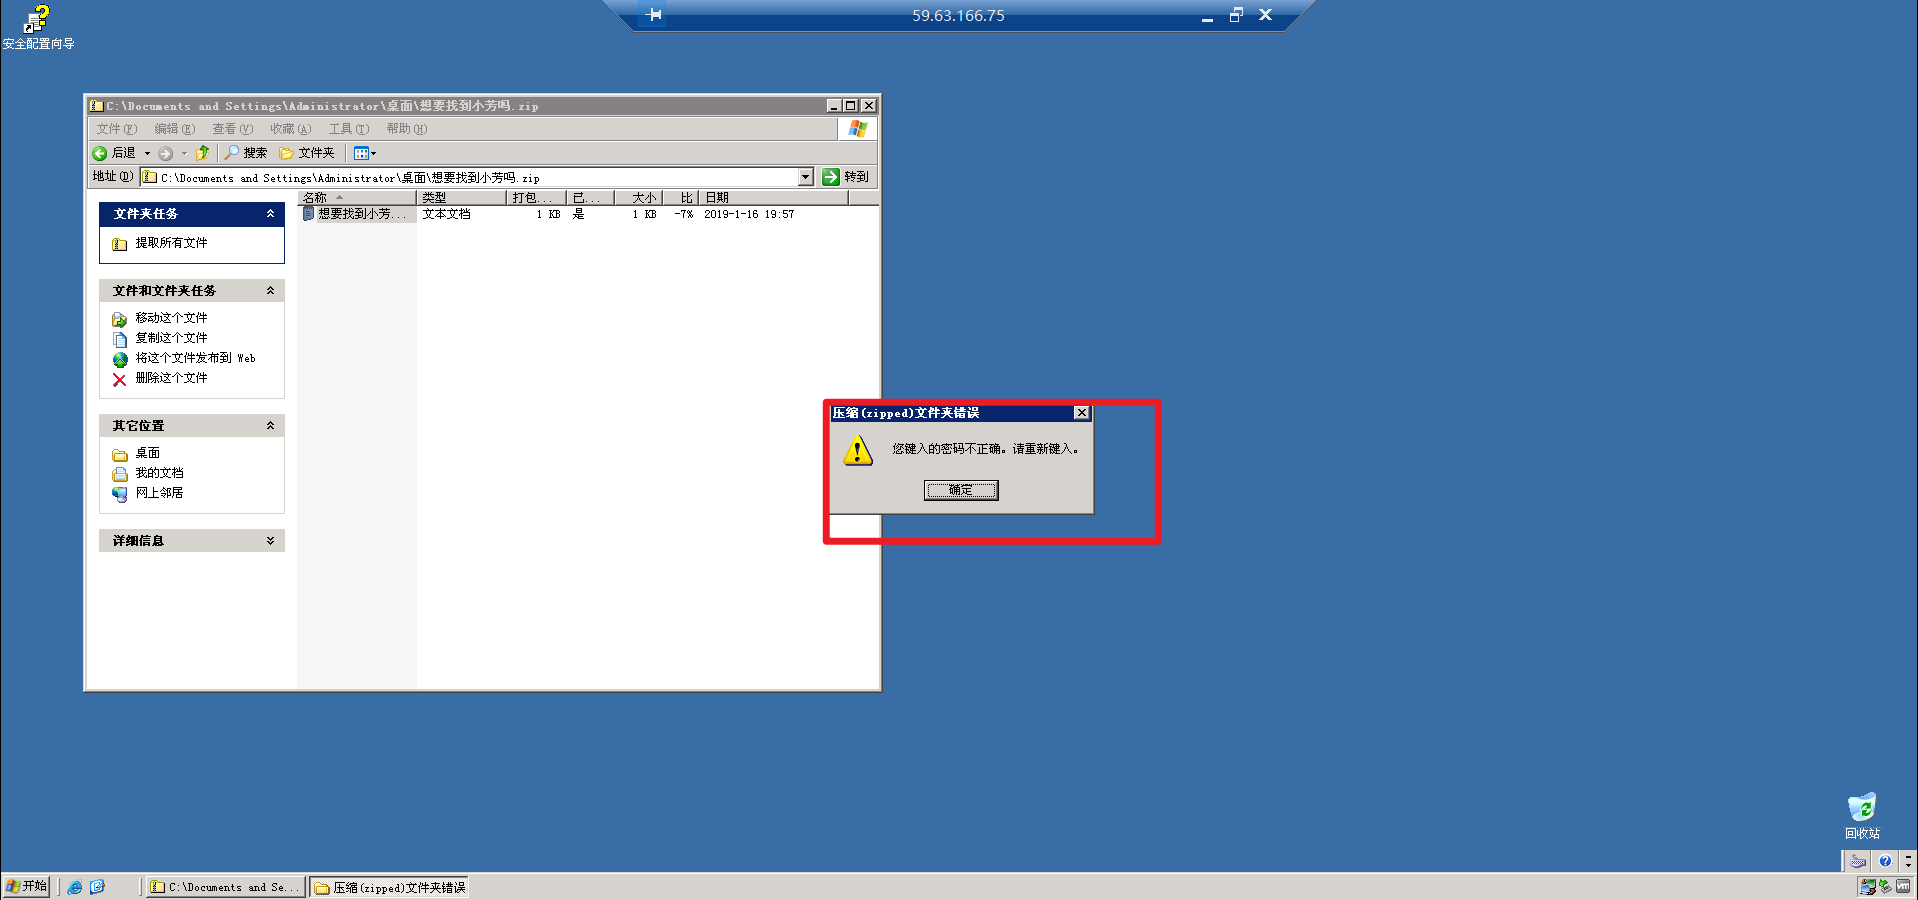 59.63.166.75
安全配置向导
C:\Documents and Settings\Administrator\桌面\想要找到小芳吗.zip
文件(F) 编辑(E) 查看(V) 收藏(A) 工具(T) 帮助(H)
后退 搜索 文件夹
地址(D) C:\Documents and Settings\Administrator\桌面\想要找到小芳吗.zip 转到
名称 类型 打包... 已... 大小 比 日期
想要找到小芳... 文本文档 1 KB 是 1 KB -7% 2019-1-16 19:57
文件夹任务
提取所有文件
文件和文件夹任务
移动这个文件
复制这个文件
将这个文件发布到 Web
删除这个文件
其它位置
桌面
我的文档
网上邻居
详细信息
压缩(zipped)文件夹错误
您键入的密码不正确。请重新键入。
确定
回收站
开始 C:\Documents and Se... 压缩(zipped)文件夹错误